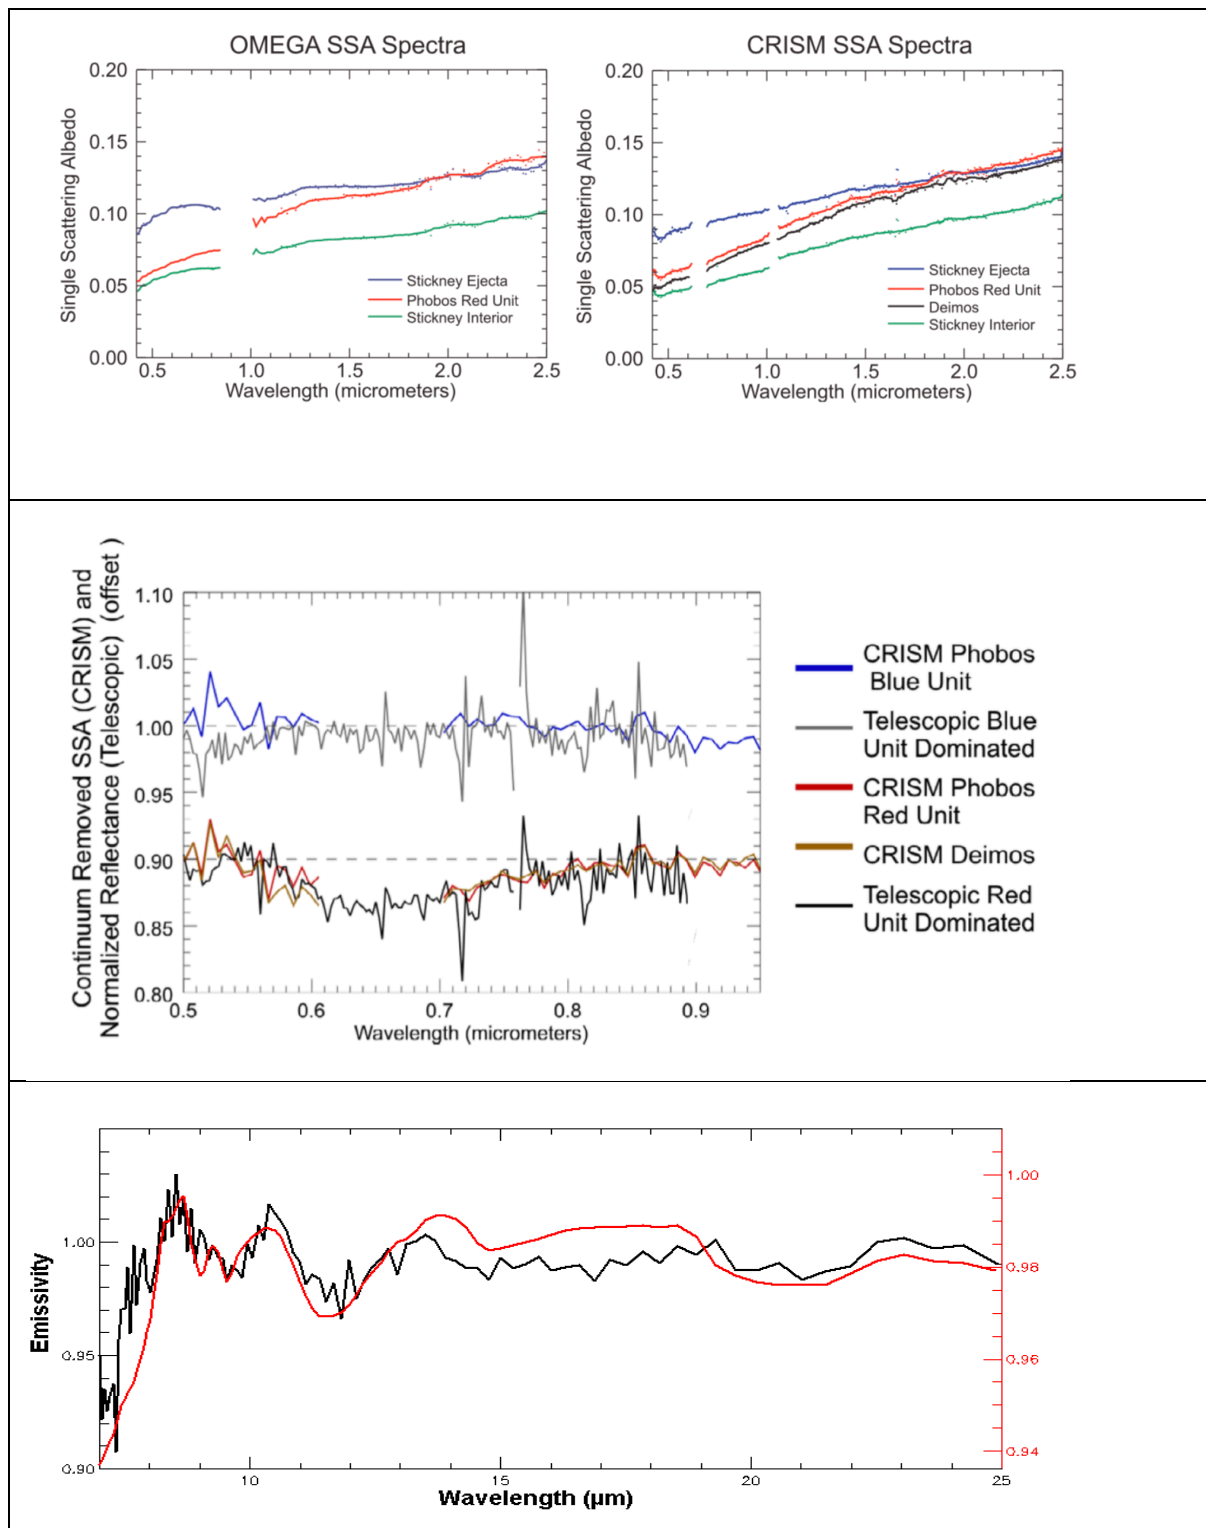 OMEGA SSA Spectra
0.20
0.15
0.10
0.05
0.00
Single Scattering Albedo
Stickney Ejecta
Phobos Red Unit
Stickney Interior
0.5 1.0 1.5 2.0 2.5
Wavelength (micrometers)
CRISM SSA Spectra
0.20
0.15
0.10
0.05
0.00
Single Scattering Albedo
Stickney Ejecta
Phobos Red Unit
Deimos
Stickney Interior
0.5 1.0 1.5 2.0 2.5
Wavelength (micrometers)
Continuum Removed SSA (CRISM) and
Normalized Reflectance (Telescopic) (offset )
1.10
1.05
1.00
0.95
0.90
0.85
0.80
0.5 0.6 0.7 0.8 0.9
Wavelength (micrometers)
CRISM Phobos
Blue Unit
Telescopic Blue
Unit Dominated
CRISM Phobos
Red Unit
CRISM Deimos
Telescopic Red
Unit Dominated
Emissivity
1.00
0.95
0.90
1.00
0.98
0.96
0.94
10 15 20 25
Wavelength (µm)